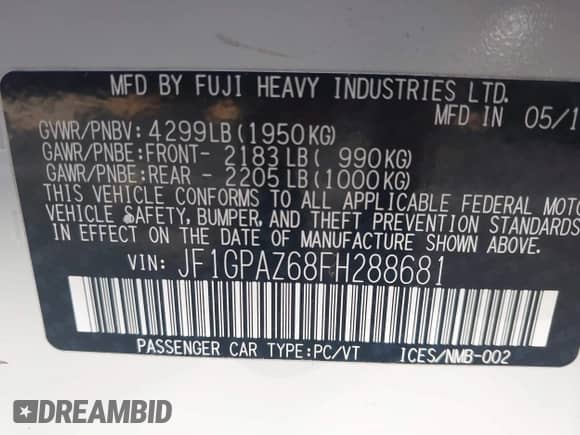 MFD BY FUJI HEAVY INDUSTRIES LTD.
MFD IN 05/1
GVWR/PNBV: 4299LB(1950KG)
GAWR/PNBE:FRONT- 2183LB( 990KG)
GAWR/PNBE:REAR - 2205LB(1000KG)
THIS VEHICLE CONFORMS TO ALL APPLICABLE FEDERAL MOTO
VEHICLE SAFETY, BUMPER, AND THEFT PREVENTION STANDARDS
IN EFFECT ON THE DATE OF MANUFACTURE SHOWN ABOVE.
VIN: JF1GPAZ68FH288681
PASSENGER CAR TYPE:PC/VT ICES/NMB-002
DREAMBID